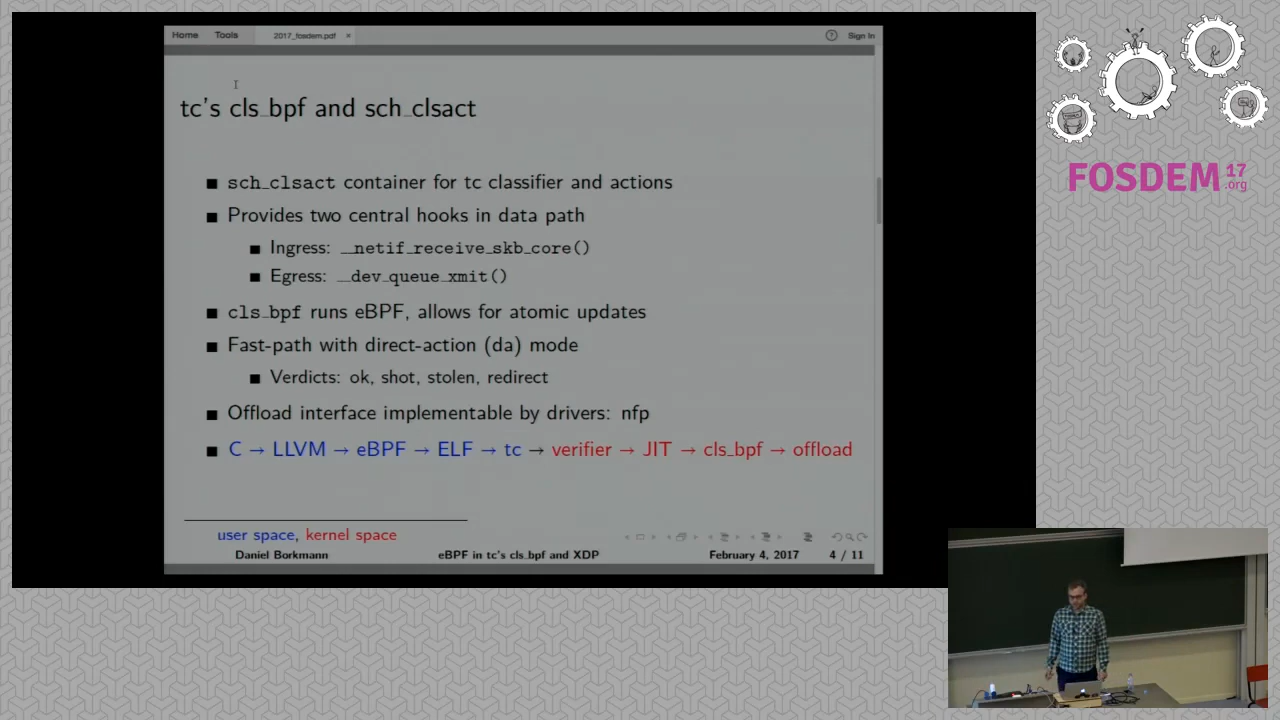 Home Tools 2017_fosdem.pdf × ? Sign In
tc's cls_bpf and sch_clsact
sch_clsact container for tc classifier and actions
Provides two central hooks in data path
Ingress: __netif_receive_skb_core()
Egress: __dev_queue_xmit()
cls_bpf runs eBPF, allows for atomic updates
Fast-path with direct-action (da) mode
Verdicts: ok, shot, stolen, redirect
Offload interface implementable by drivers: nfp
C → LLVM → eBPF → ELF → tc → verifier → JIT → cls_bpf → offload
user space, kernel space
Daniel Borkmann eBPF in tc's cls_bpf and XDP February 4, 2017 4 / 11
FOSDEM 17
.org